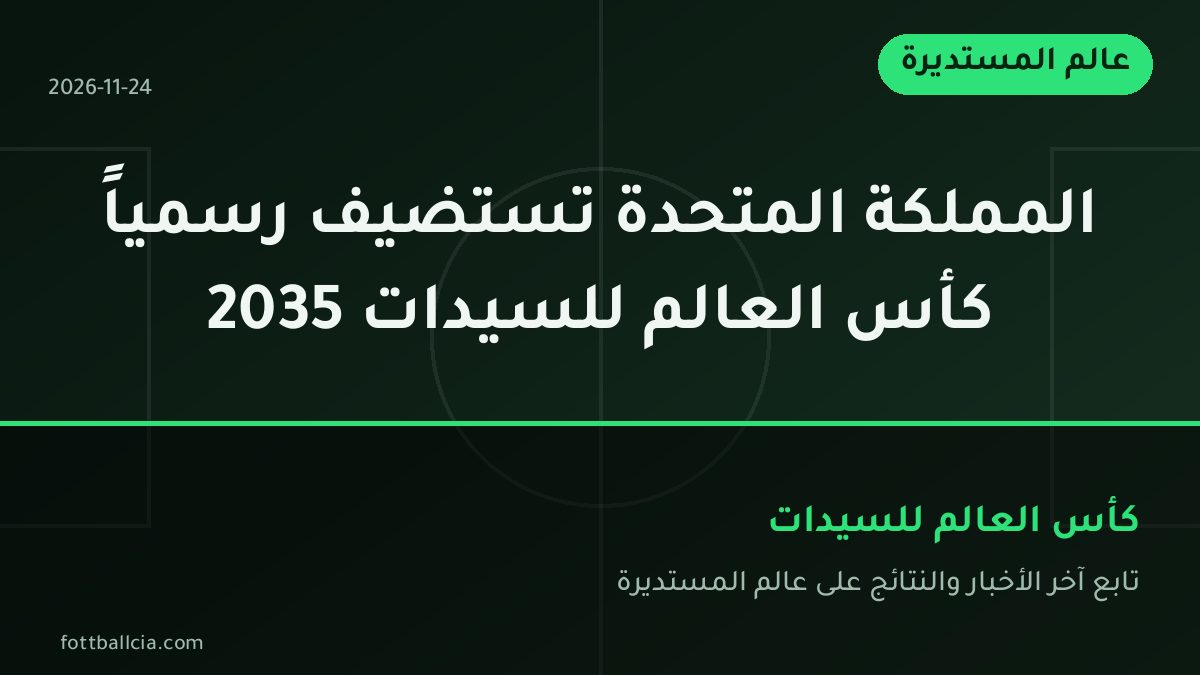 عالم المستديرة
2026-11-24
المملكة المتحدة تستضيف رسمياً
كأس العالم للسيدات 2035
كأس العالم للسيدات
تابع آخر الأخبار والنتائج على عالم المستديرة
fottballcia.com